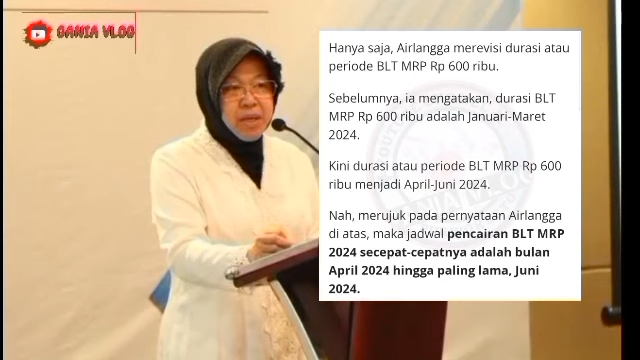 GANIA VLOG
Hanya saja, Airlangga merevisi durasi atau
periode BLT MRP Rp 600 ribu.
Sebelumnya, ia mengatakan, durasi BLT
MRP Rp 600 ribu adalah Januari-Maret
2024.
Kini durasi atau periode BLT MRP Rp 600
ribu menjadi April-Juni 2024.
Nah, merujuk pada pernyataan Airlangga
di atas, maka jadwal pencairan BLT MRP
2024 secepat-cepatnya adalah bulan
April 2024 hingga paling lama, Juni
2024.